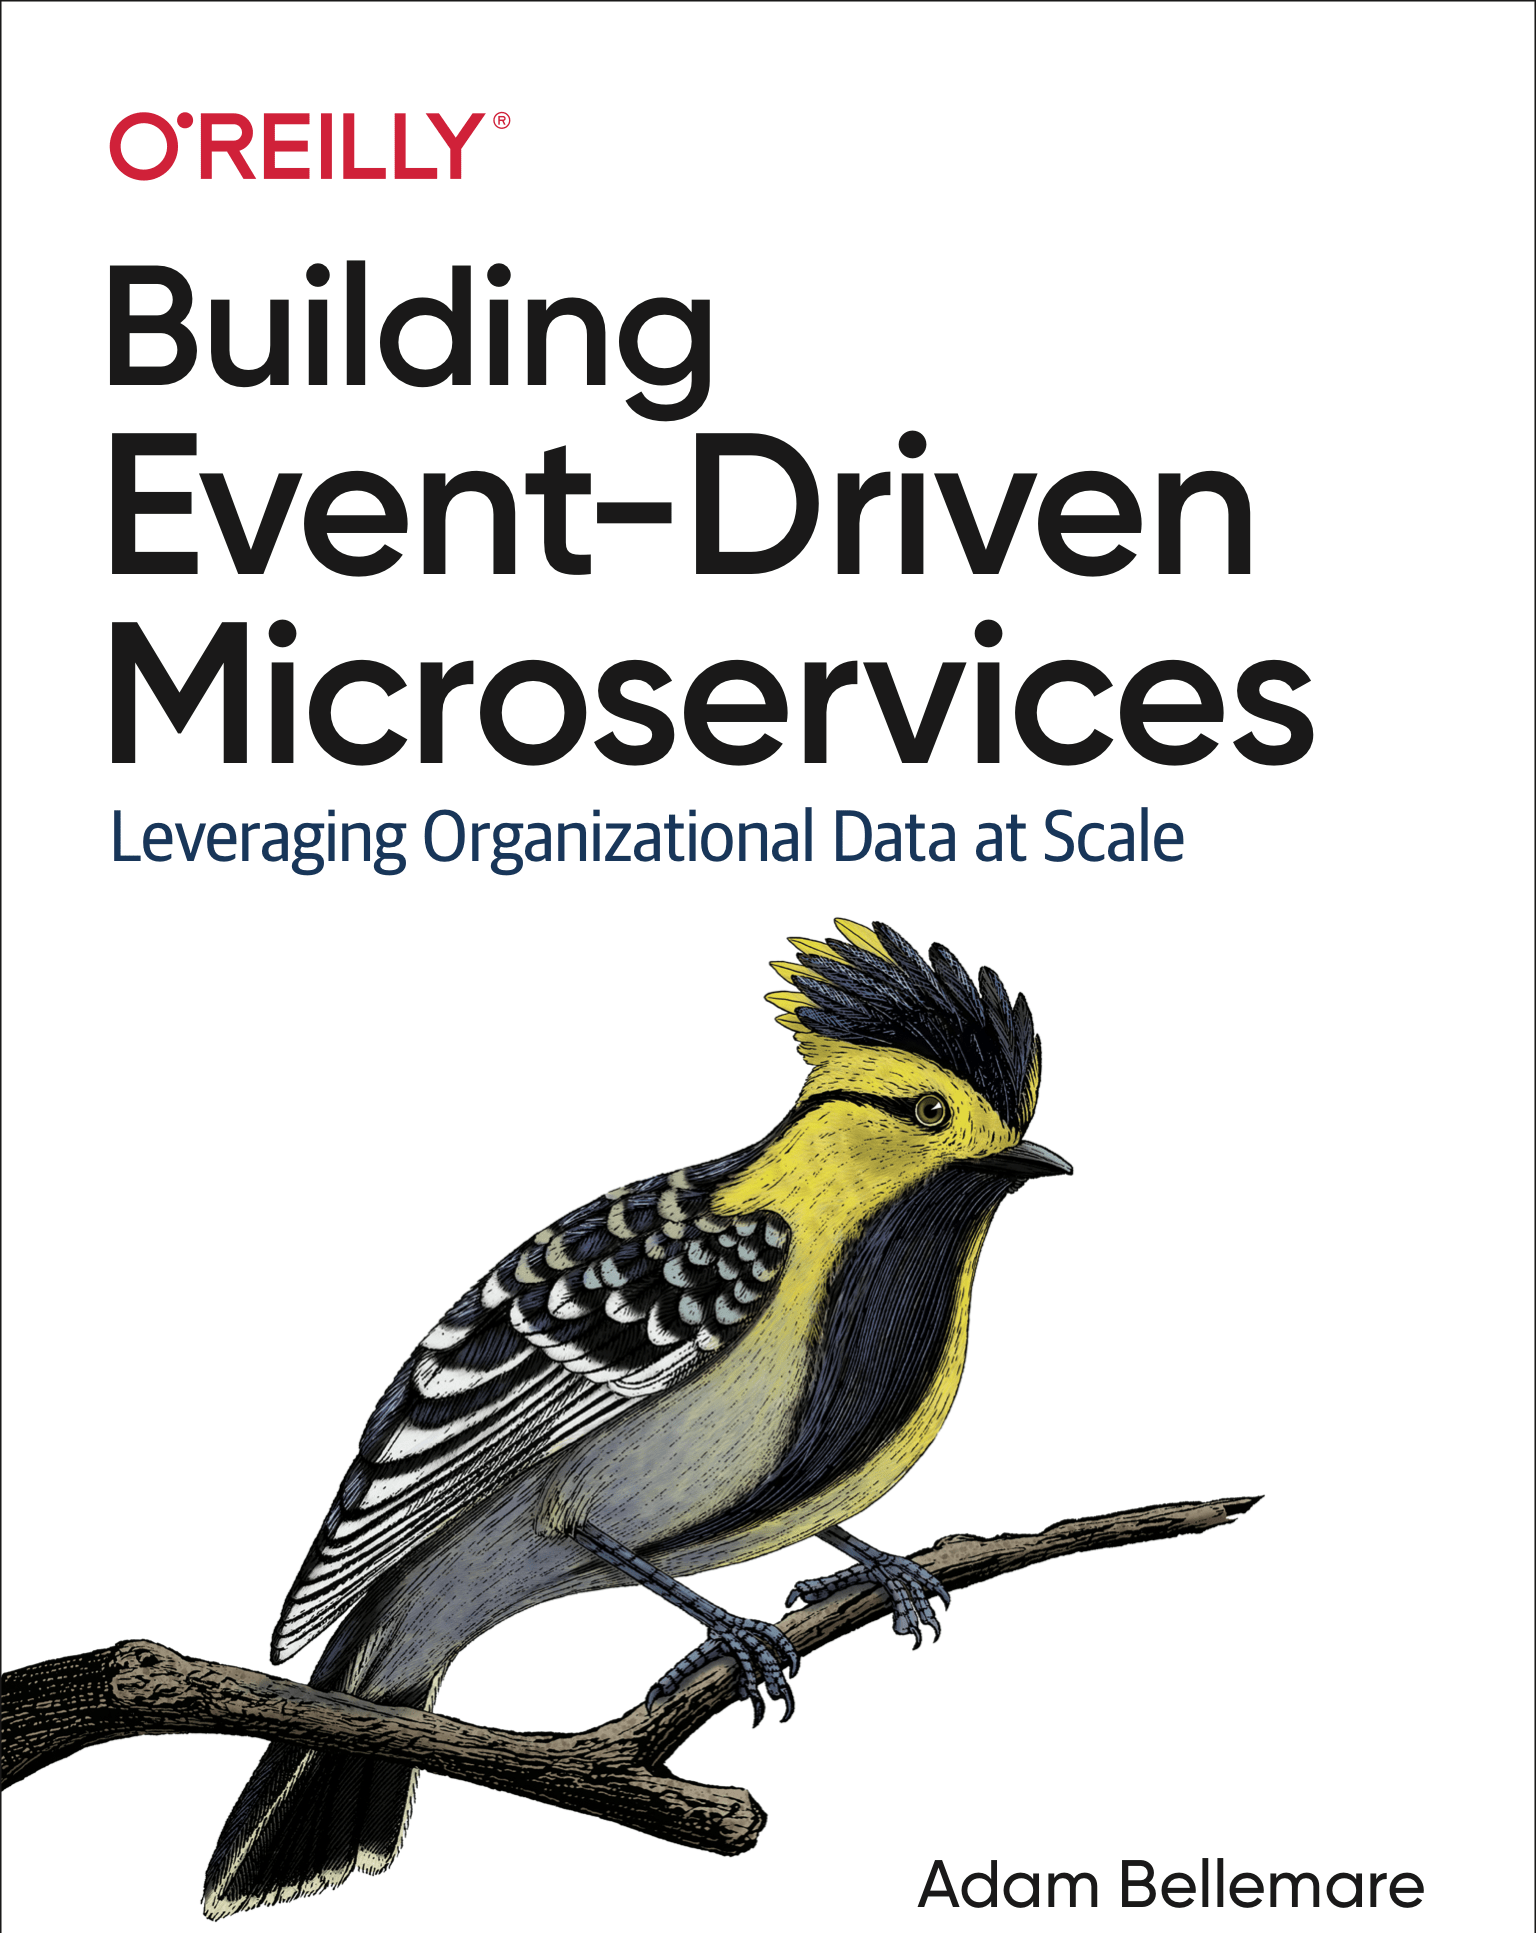 O'REILLY®
Building
Event-Driven
Microservices
Leveraging Organizational Data at Scale
Adam Bellemare